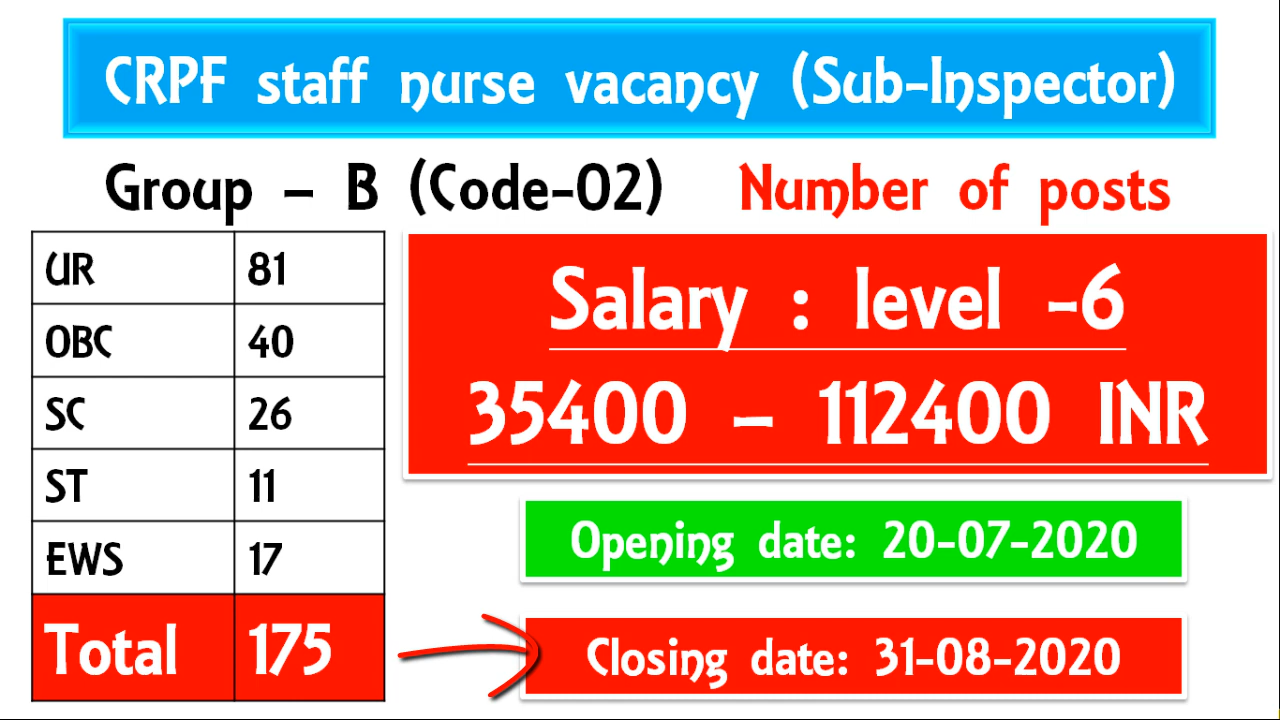 CRPF staff nurse vacancy (Sub-Inspector)
Group - B (Code-02) Number of posts
UR 81
OBC 40
SC 26
ST 11
EWS 17
Total 175
Salary : level -6
35400 - 112400 INR
Opening date: 20-07-2020
Closing date: 31-08-2020